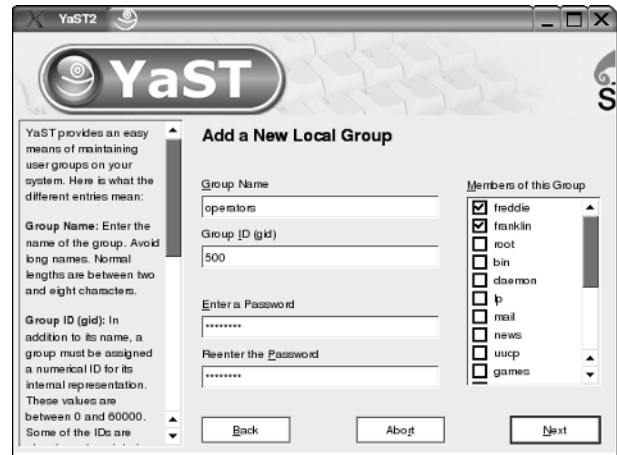 YaST2
YaST
S
YaST provides an easy
means of maintaining
user groups on your
system. Here is what the
different entries mean:
Group Name: Enter the
name of the group. Avoid
long names. Normal
lengths are between two
and eight characters.
Group ID (gid): In
addition to its name, a
group must be assigned
a numerical ID for its
internal representation.
These values are
between 0 and 60000.
Some of the IDs are
Add a New Local Group
Group Name
operators
Group ID (gid)
500
Enter a Password
********
Reenter the Password
********
Members of this Group
freddie
franklin
root
bin
daemon
lp
mail
news
uucp
games
Back
Abort
Next